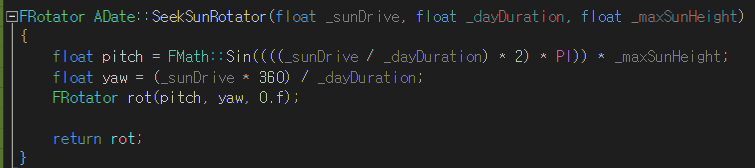 FRotator ADate::SeekSunRotator(float _sunDrive, float _dayDuration, float _maxSunHeight)
{
float pitch = FMath::Sin((((_sunDrive / _dayDuration) * 2) * PI)) * _maxSunHeight;
float yaw = (_sunDrive * 360) / _dayDuration;
FRotator rot(pitch, yaw, 0.f);
return rot;
}